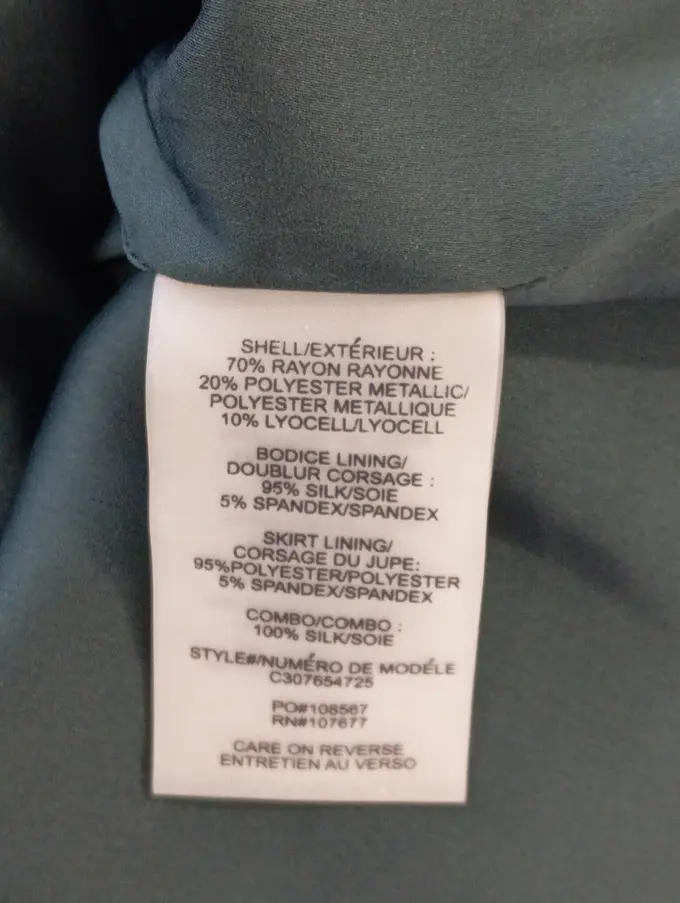 SHELL/EXTÉRIEUR :
70% RAYON RAYONNE
20% POLYESTER METALLIC/
POLYESTER METALLIQUE
10% LYOCELL/LYOCELL
BODICE LINING/
DOUBLUR CORSAGE :
95% SILK/SOIE
5% SPANDEX/SPANDEX
SKIRT LINING/
CORSAGE DU JUPE:
95%POLYESTER/POLYESTER
5% SPANDEX/SPANDEX
COMBO/COMBO :
100% SILK/SOIE
STYLE#/NUMÉRO DE MODÉLE
C307654725
PO#108567
RN#107677
CARE ON REVERSE
ENTRETIEN AU VERSO